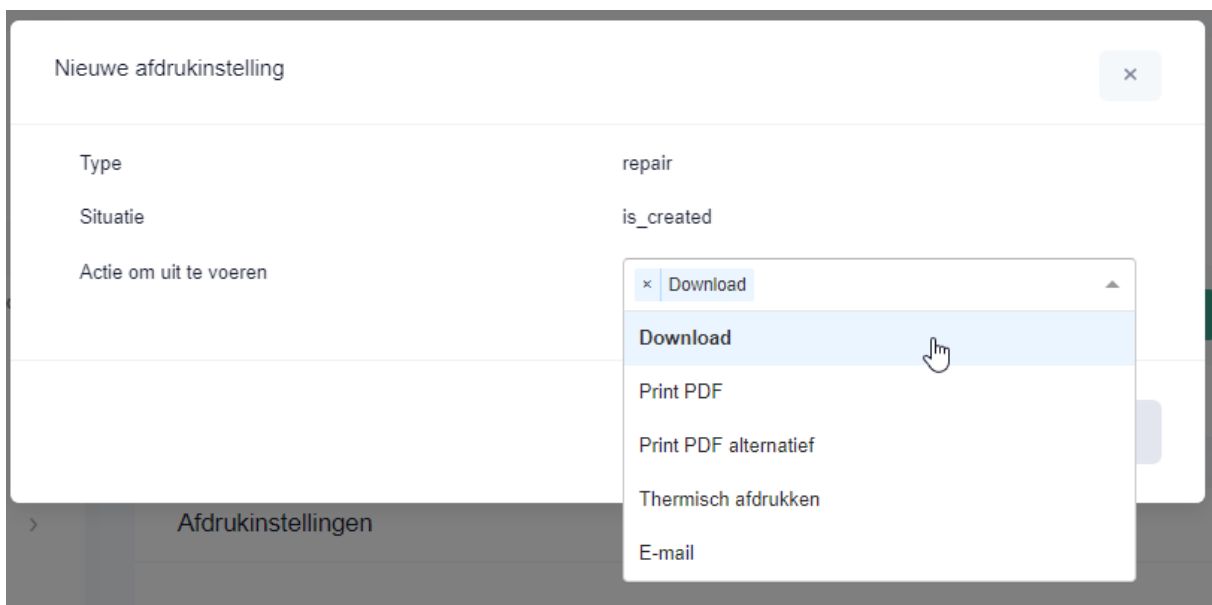 Nieuwe afdrukinstelling
×
Type
repair
Situatie
is_created
Actie om uit te voeren
× Download
Download
Print PDF
Print PDF alternatief
Thermisch afdrukken
E-mail
Afdrukinstellingen